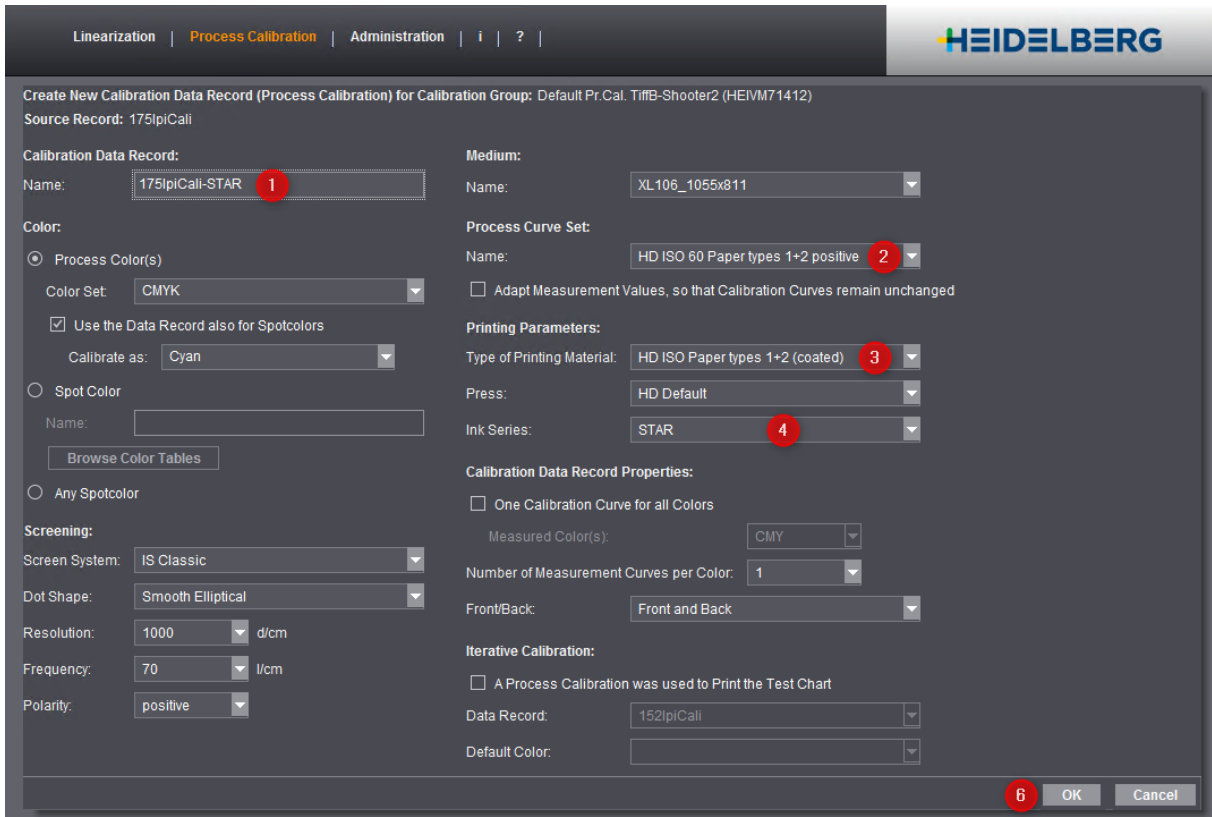 Linearization | Process Calibration | Administration | i | ? |
HEIDELBERG
Create New Calibration Data Record (Process Calibration) for Calibration Group: Default Pr.Cal. TiffB-Shooter2 (HEIVM71412)
Source Record: 175lpiCali
Calibration Data Record:
Name: 175lpiCali-STAR 1
Color:
Process Color(s)
Color Set: CMYK
Use the Data Record also for Spotcolors
Calibrate as: Cyan
Spot Color
Name:
Browse Color Tables
Any Spotcolor
Screening:
Screen System: IS Classic
Dot Shape: Smooth Elliptical
Resolution: 1000 d/cm
Frequency: 70 l/cm
Polarity: positive
Medium:
Name: XL106_1055x811
Process Curve Set:
Name: HD ISO 60 Paper types 1+2 positive 2
Adapt Measurement Values, so that Calibration Curves remain unchanged
Printing Parameters:
Type of Printing Material: HD ISO Paper types 1+2 (coated) 3
Press: HD Default
Ink Series: STAR 4
Calibration Data Record Properties:
One Calibration Curve for all Colors
Measured Color(s): CMY
Number of Measurement Curves per Color: 1
Front/Back: Front and Back
Iterative Calibration:
A Process Calibration was used to Print the Test Chart
Data Record: 152lpiCali
Default Color:
6 OK Cancel